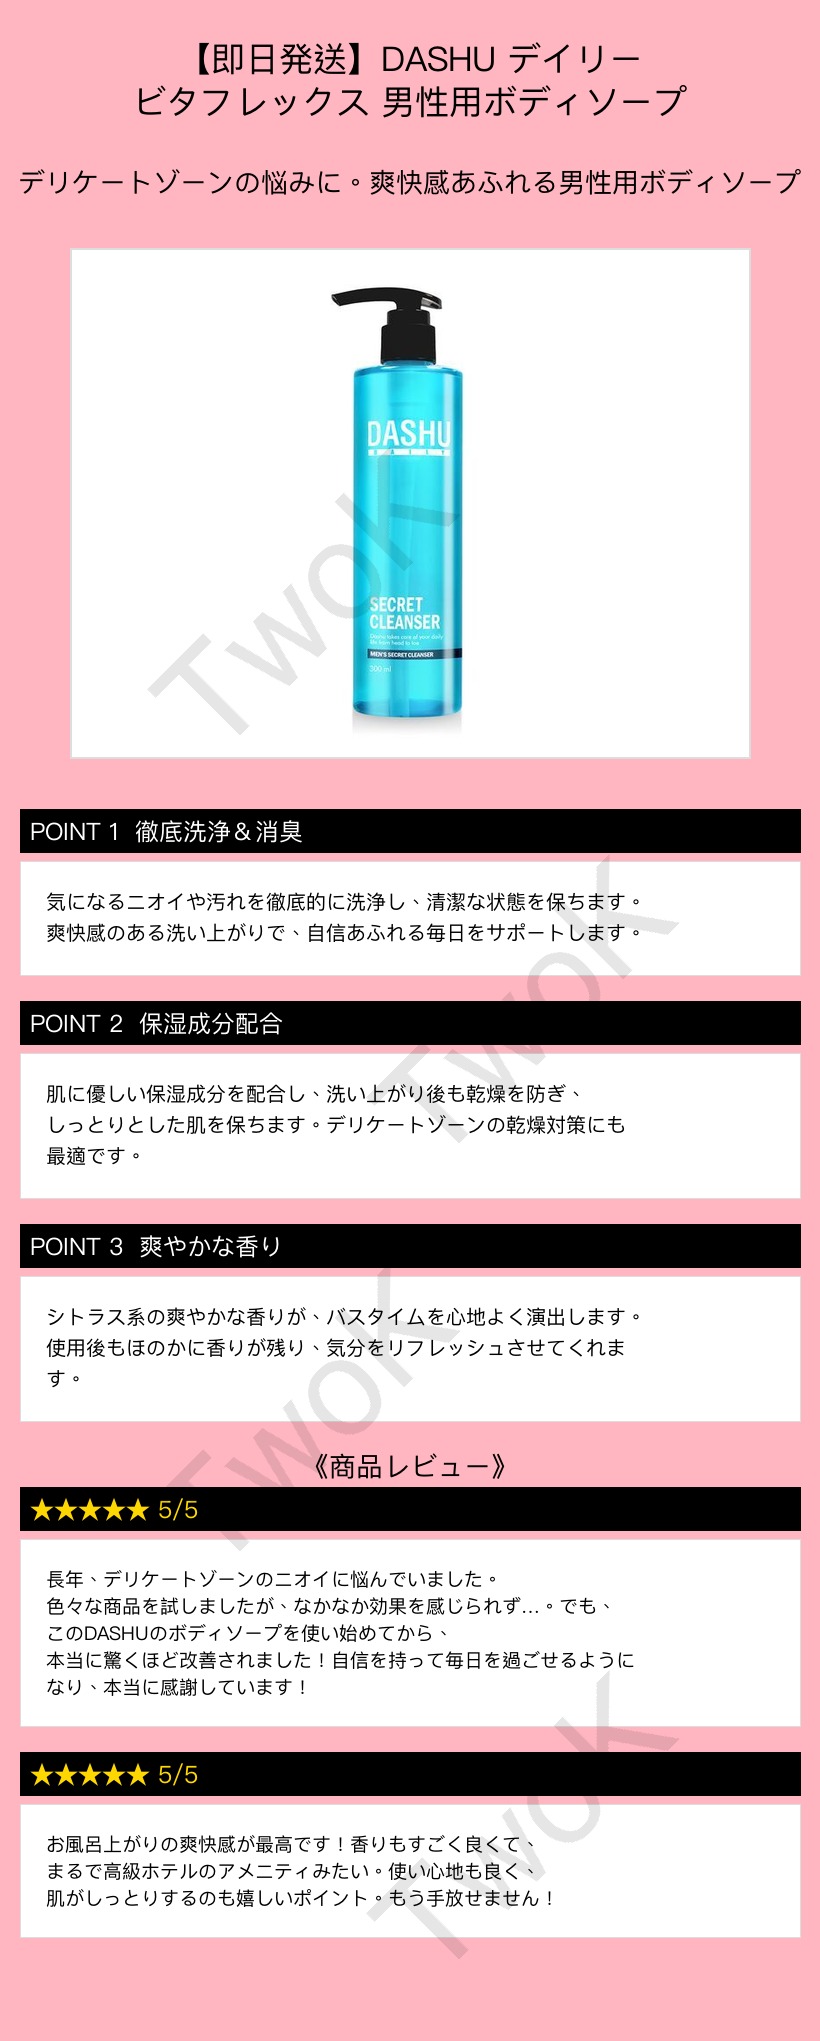 【即日発送】DASHU デイリー
ビタフレックス 男性用ボディソープ
デリケートゾーンの悩みに。爽快感あふれる男性用ボディソープ
DASHU
DAILY
SECRET
CLEANSER
Dashu takes care of your daily
life from head to toe
MEN'S SECRET CLEANSER
300 ml
TwoK
POINT 1 徹底洗浄＆消臭
気になるニオイや汚れを徹底的に洗浄し、清潔な状態を保ちます。
爽快感のある洗い上がりで、自信あふれる毎日をサポートします。
TwoK
POINT 2 保湿成分配合
肌に優しい保湿成分を配合し、洗い上がり後も乾燥を防ぎ、
しっとりとした肌を保ちます。デリケートゾーンの乾燥対策にも
最適です。
POINT 3 爽やかな香り
シトラス系の爽やかな香りが、バスタイムを心地よく演出します。
使用後もほのかに香りが残り、気分をリフレッシュさせてくれま
す。
TwoK
《商品レビュー》
★★★★★ 5/5
長年、デリケートゾーンのニオイに悩んでいました。
色々な商品を試しましたが、なかなか効果を感じられず…。でも、
このDASHUのボディソープを使い始めてから、
本当に驚くほど改善されました！自信を持って毎日を過ごせるように
なり、本当に感謝しています！
★★★★★ 5/5
お風呂上がりの爽快感が最高です！香りもすごく良くて、
まるで高級ホテルのアメニティみたい。使い心地も良く、
肌がしっとりするのも嬉しいポイント。もう手放せません！
TwoK